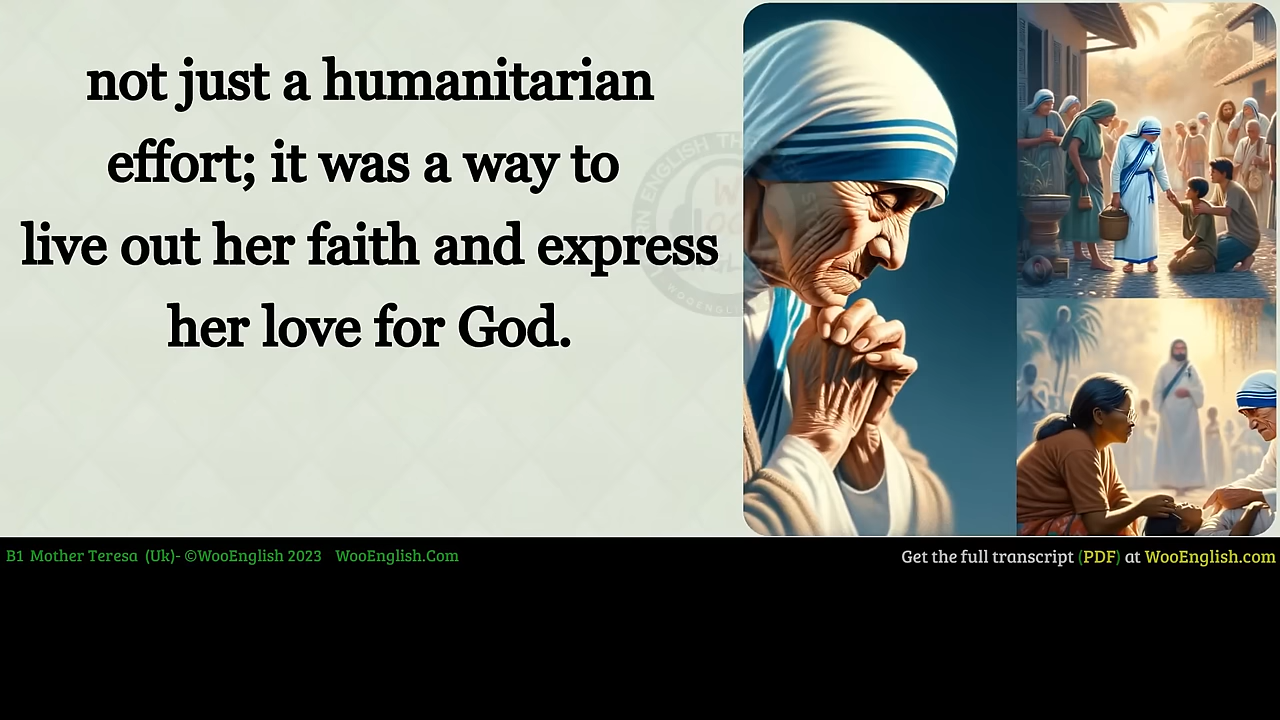 not just a humanitarian
effort; it was a way to
live out her faith and express
her love for God.
B1 Mother Teresa (Uk)- ©WooEnglish 2023 WooEnglish.Com
Get the full transcript (PDF) at WooEnglish.com